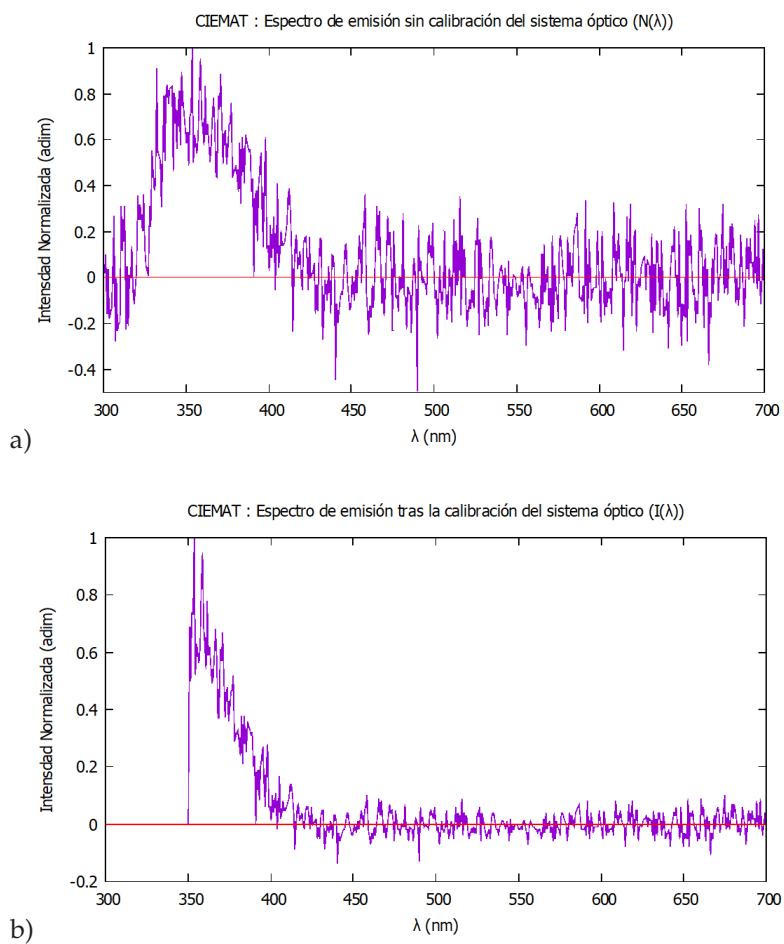 CIEMAT : Espectro de emisión sin calibración del sistema óptico (N(λ))
Intensdad Normalizada (adim)
1
0.8
0.6
0.4
0.2
0
-0.2
-0.4
300 350 400 450 500 550 600 650 700
λ (nm)
a)
CIEMAT : Espectro de emisión tras la calibración del sistema óptico (I(λ))
Intensdad Normalizada (adim)
1
0.8
0.6
0.4
0.2
0
-0.2
300 350 400 450 500 550 600 650 700
λ (nm)
b)